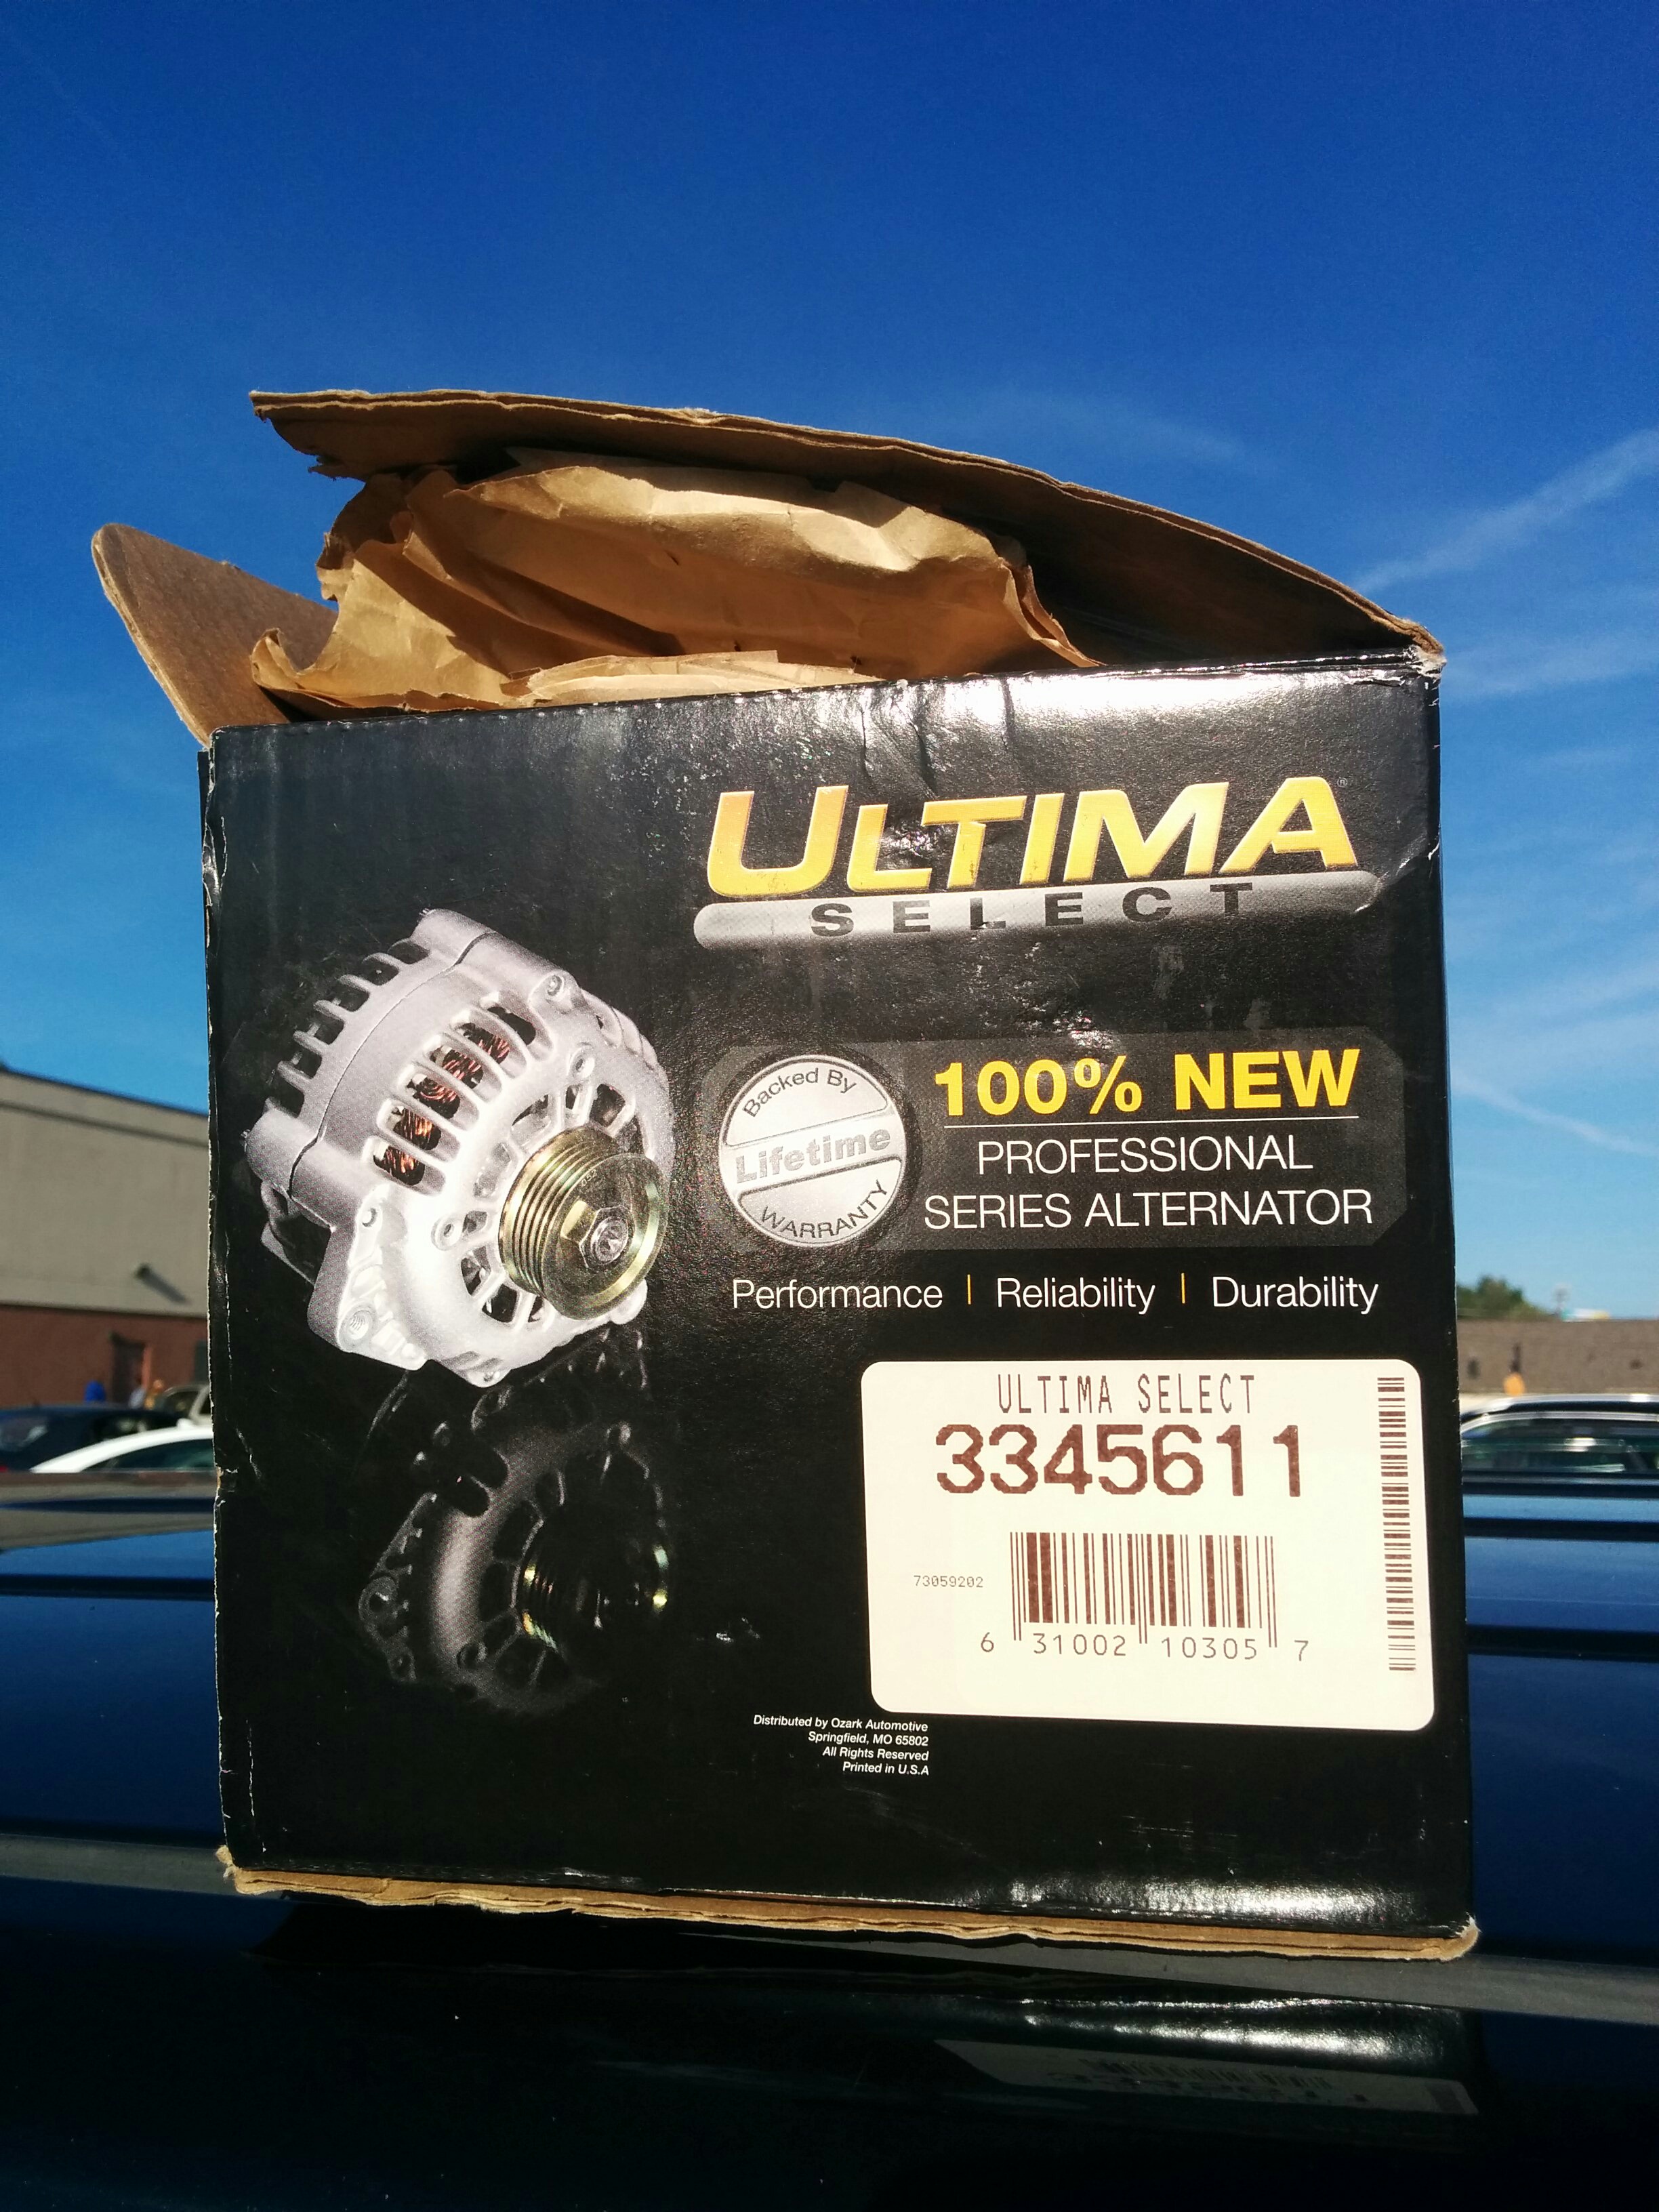 ULTIMA®
SELECT
Backed By
Lifetime
WARRANTY
100% NEW
PROFESSIONAL
SERIES ALTERNATOR
Performance | Reliability | Durability
ULTIMA SELECT
3345611
73059202
6 31002 10305 7
Distributed by Ozark Automotive
Springfield, MO 65802
All Rights Reserved
Printed in U.S.A